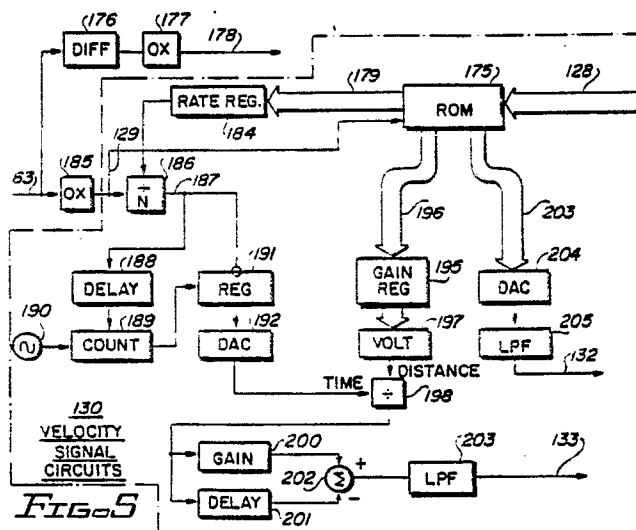 176
177
DIFF
OX
178
179
175
128
RATE REG.
ROM
184
129
185
186
187
63
OX
÷
N
196
203
188
191
195
204
DELAY
REG
GAIN
REG
DAC
190
189
192
197
205
COUNT
DAC
VOLT
LPF
132
TIME
DISTANCE
÷
198
130
VELOCITY
SIGNAL
CIRCUITS
200
GAIN
202
Σ
+
-
203
LPF
133
DELAY
201
FIG. 5